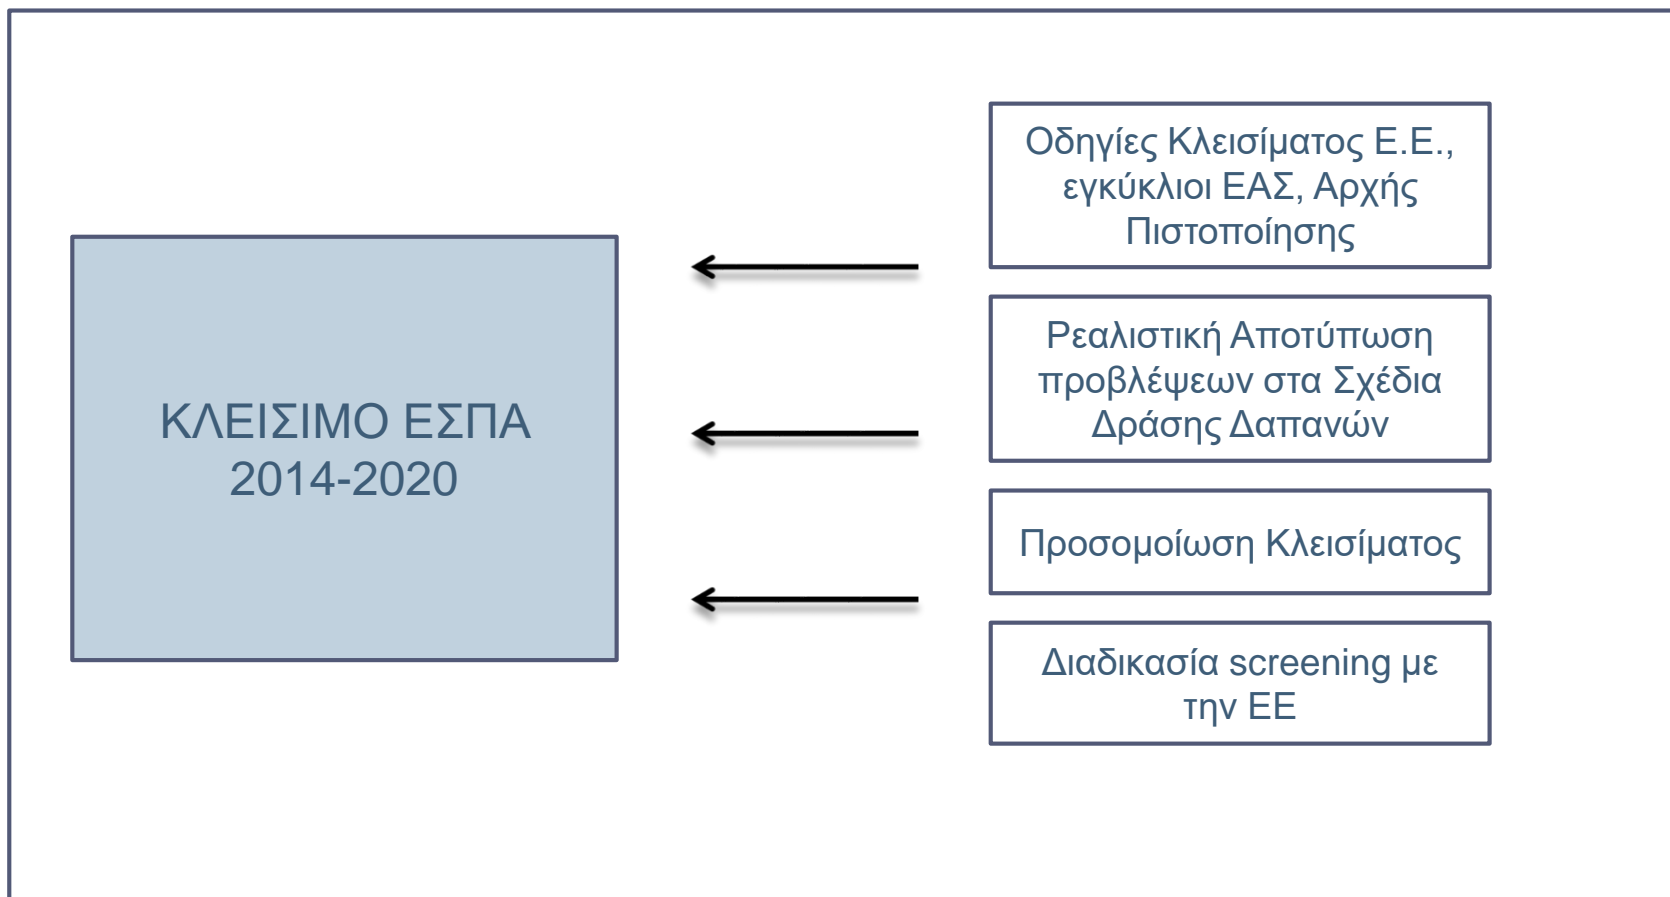 ΚΛΕΙΣΙΜΟ ΕΣΠΑ
2014-2020
Οδηγίες Κλεισίματος Ε.Ε.,
εγκύκλιοι ΕΑΣ, Αρχής
Πιστοποίησης
Ρεαλιστική Αποτύπωση
προβλέψεων στα Σχέδια
Δράσης Δαπανών
Προσομοίωση Κλεισίματος
Διαδικασία screening με
την ΕΕ